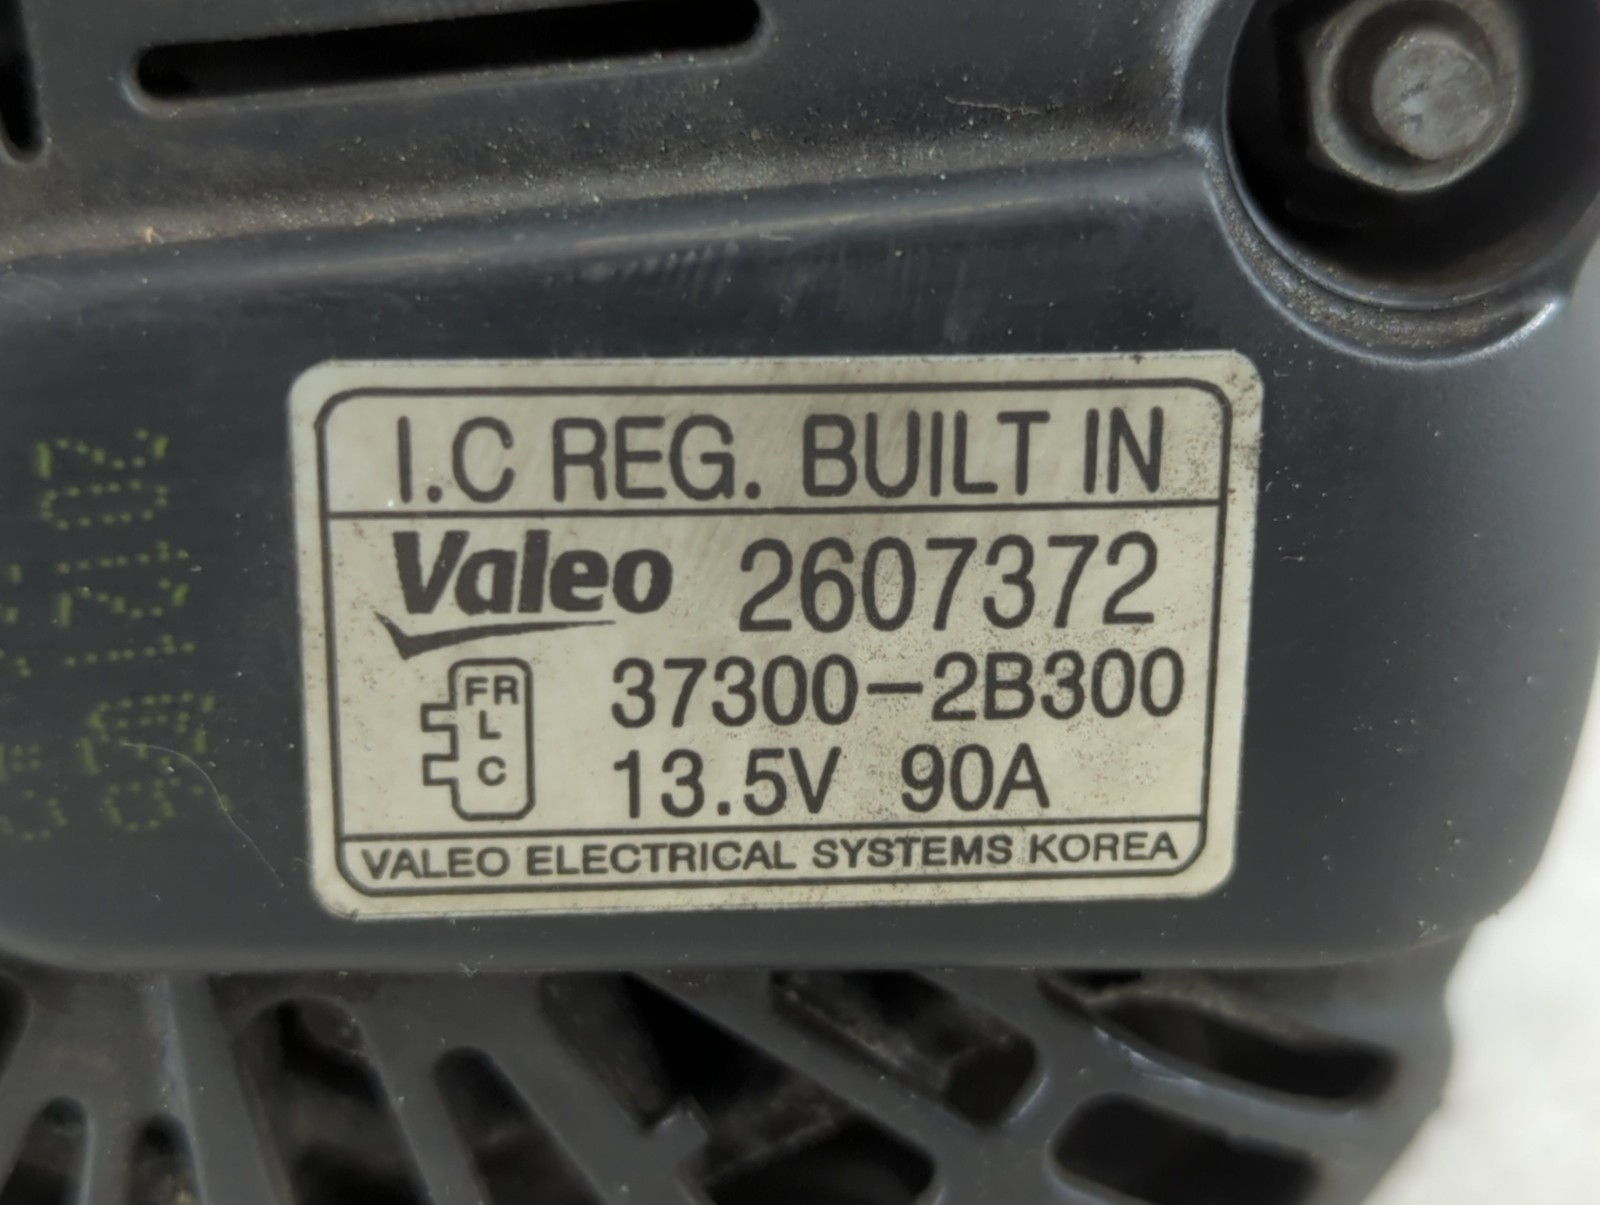 I.C REG. BUILT IN
Valeo 2607372
FR
L
C
37300-2B300
13.5V 90A
VALEO ELECTRICAL SYSTEMS KOREA